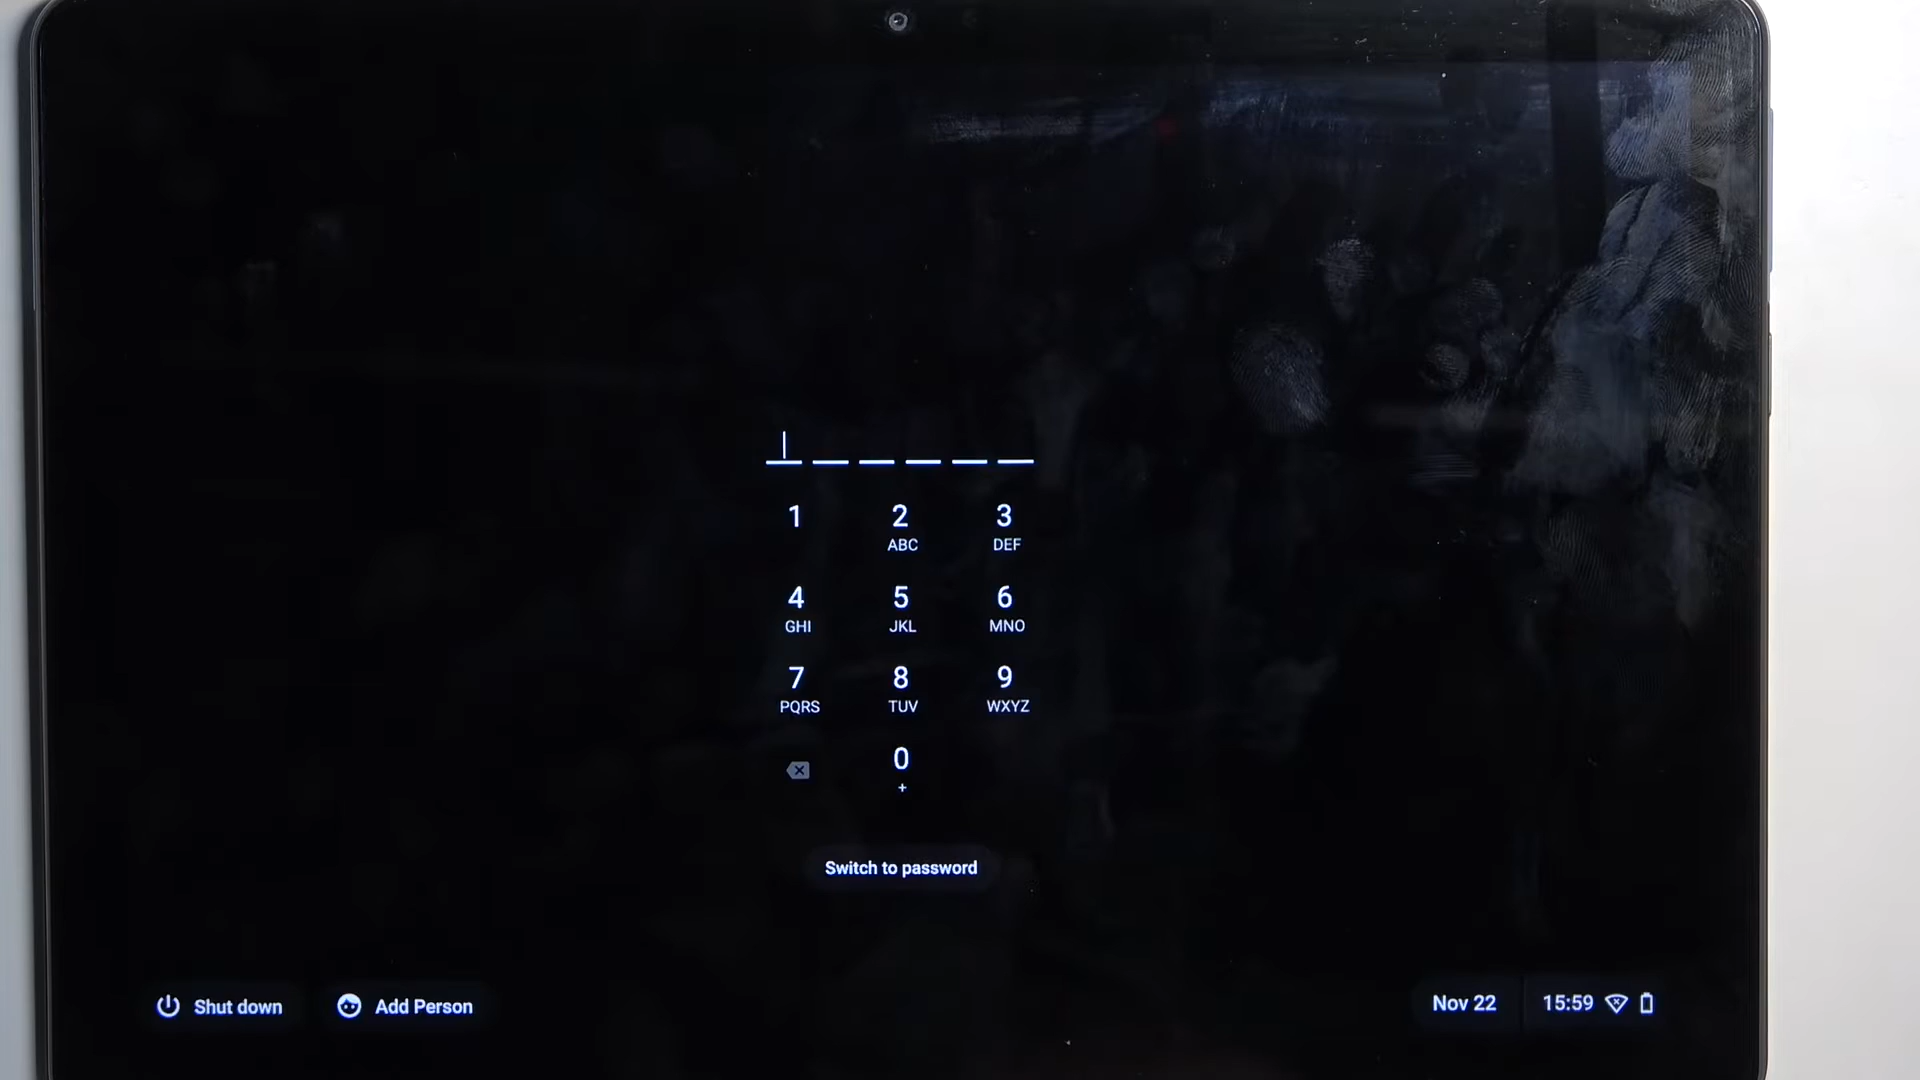 1 2 3
ABC DEF
4 5 6
GHI JKL MNO
7 8 9
PQRS TUV WXYZ
0
+
Switch to password
Shut down Add Person Nov 22 15:59